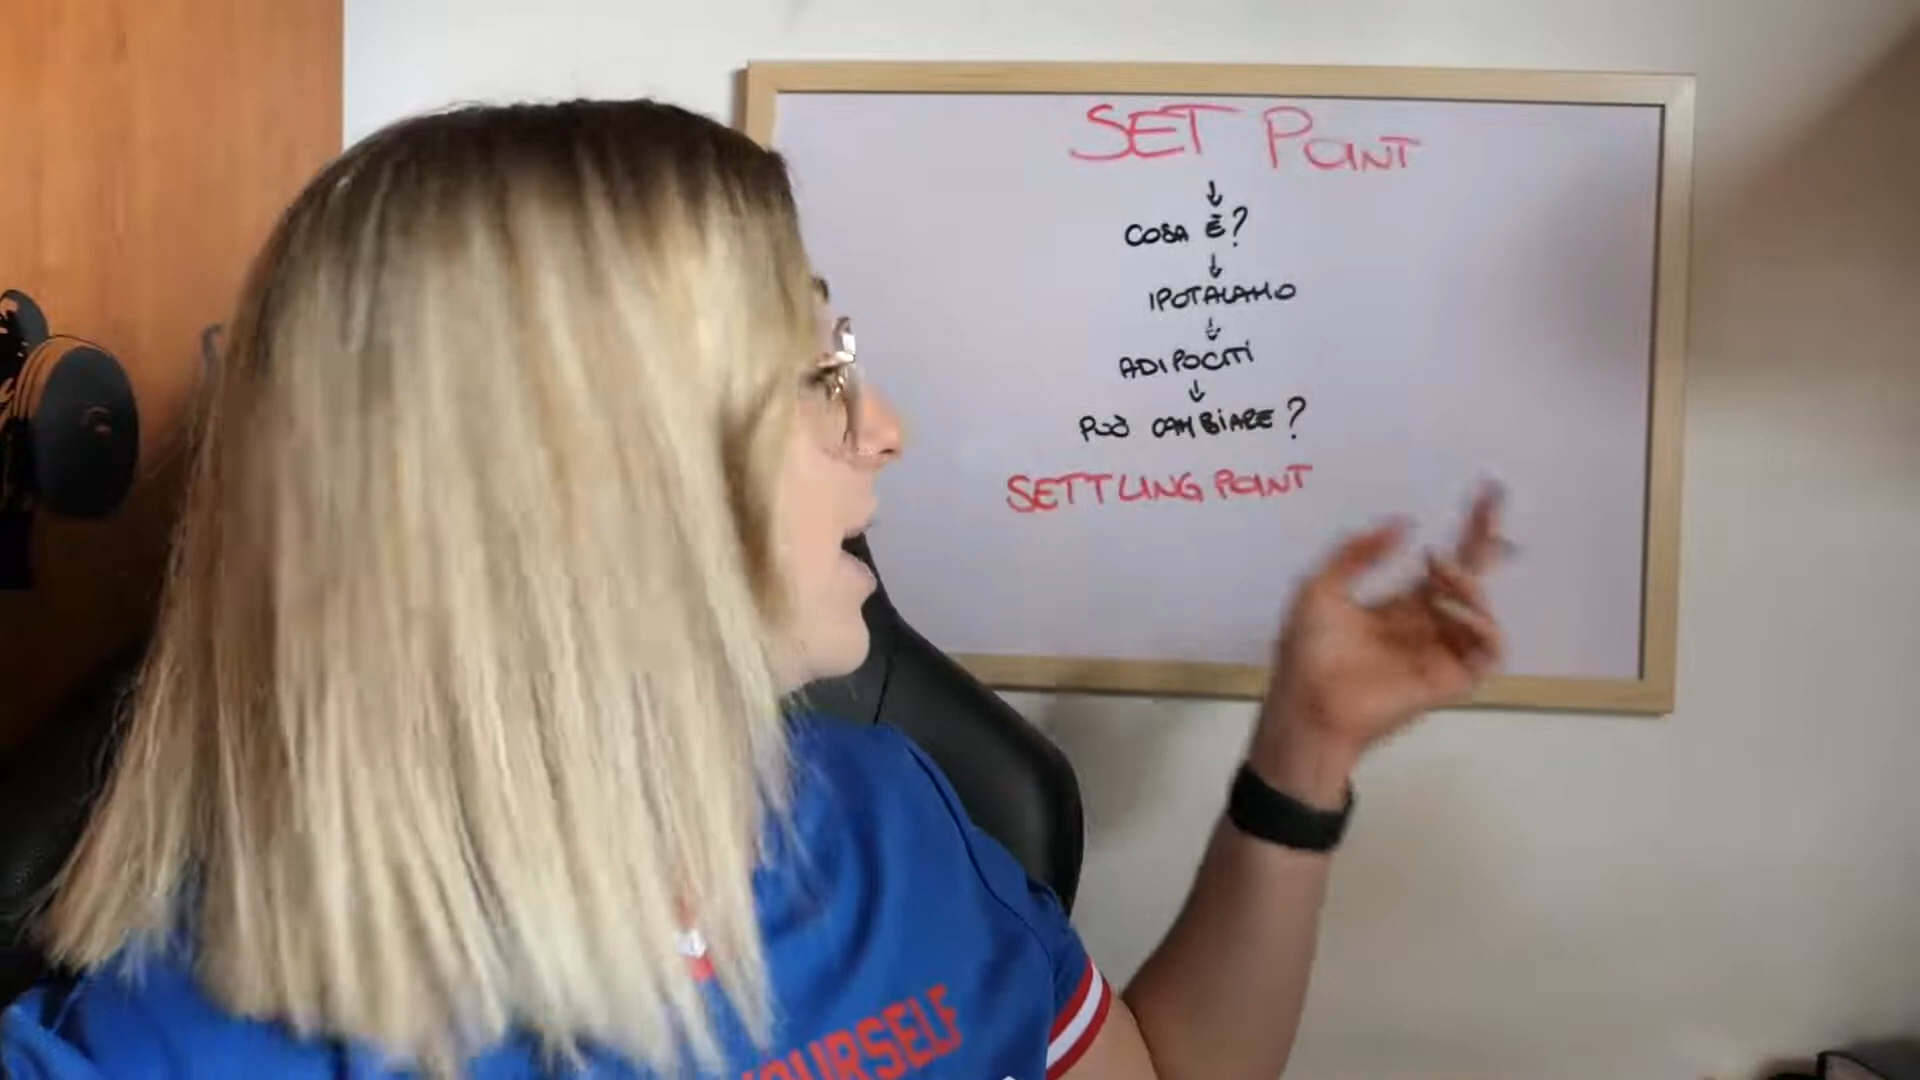 SET POINT
↓
COSA È?
↓
IPOTALAMO
↓
ADIPOCITI
↓
PUÒ CAMBIARE?
SETTLING POINT
YOURSELF